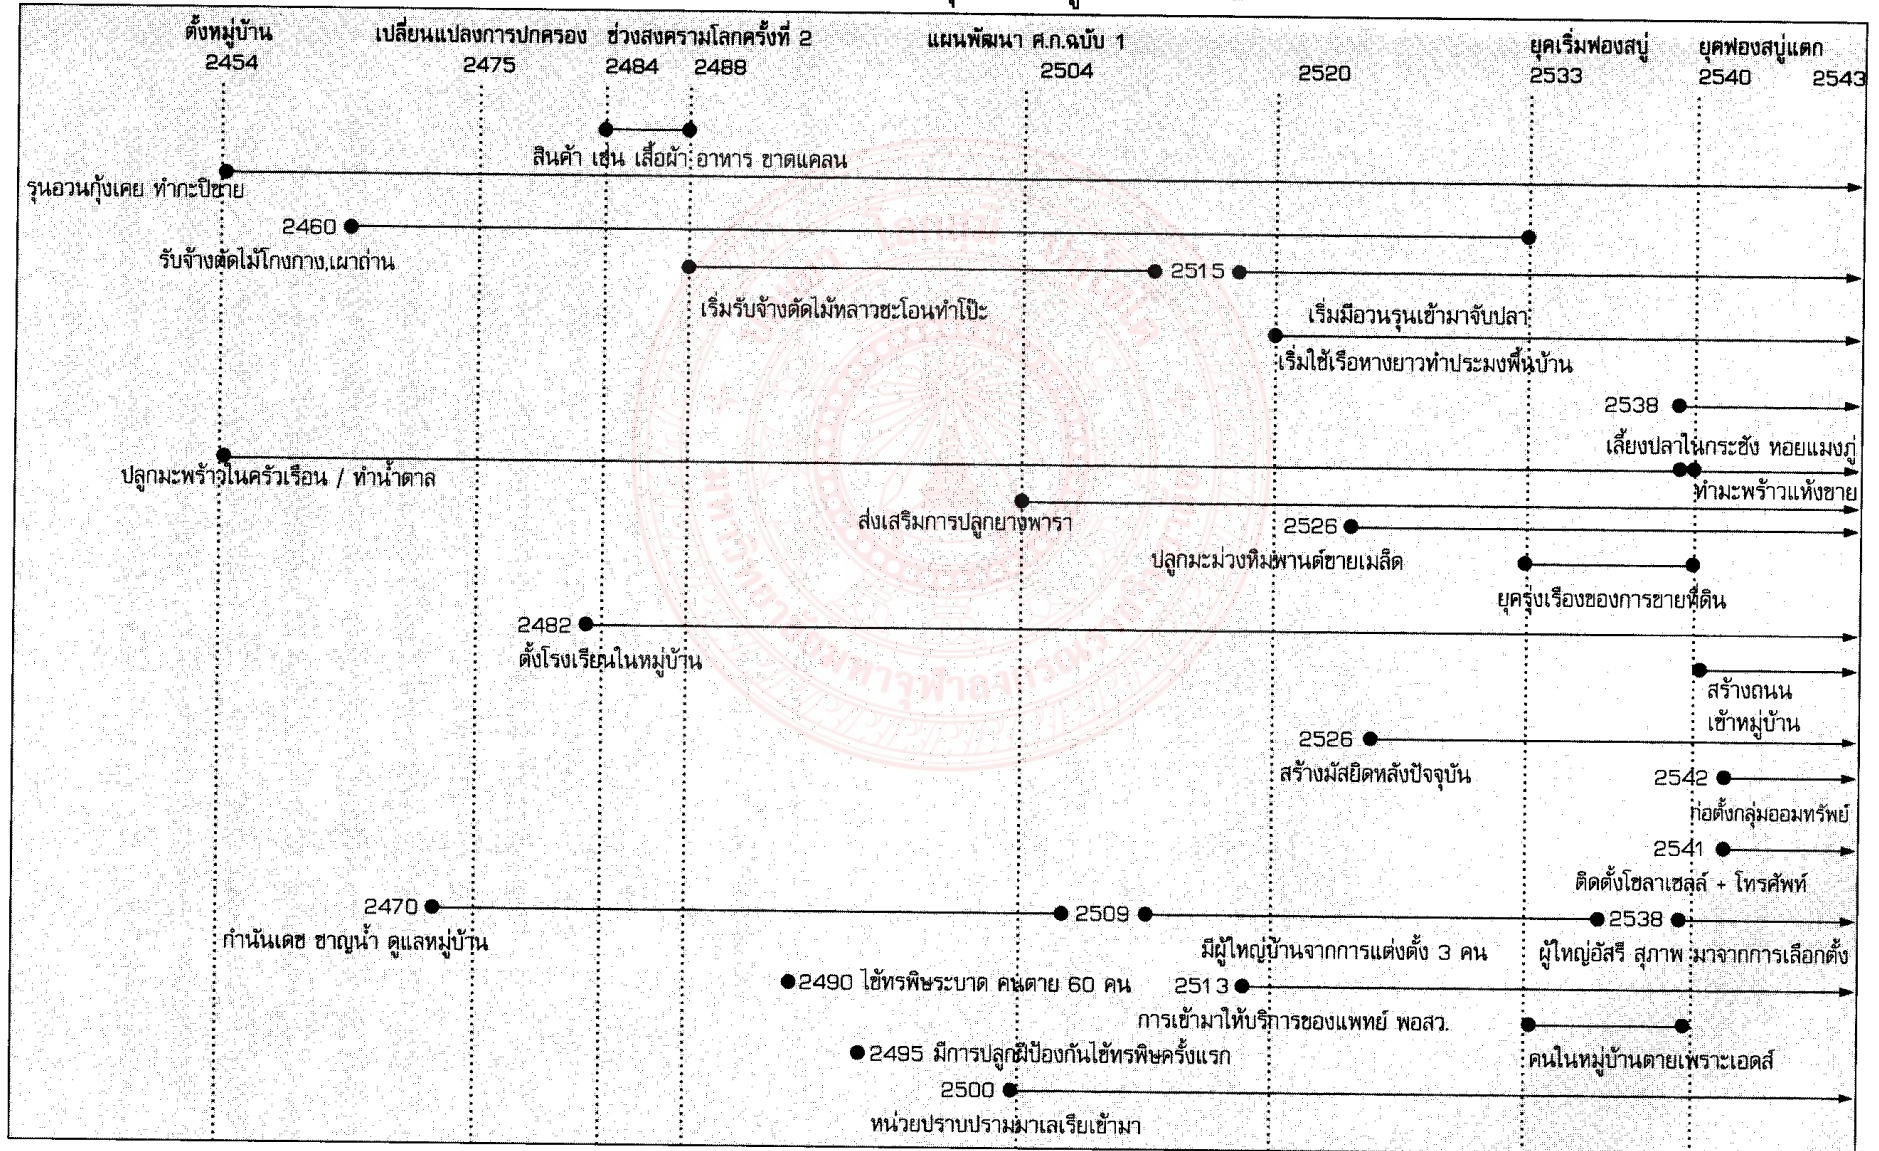 ตั้งหมู่บ้าน เปลี่ยนแปลงการปกครอง ช่วงสงครามโลกครั้งที่ 2 แผนพัฒนา ศ.ก.ฉบับ 1 ยุคเริ่มฟองสบู่ ยุคฟองสบู่แตก
2454 2475 2484 2488 2504 2520 2533 2540 2543
สินค้า เช่น เสื้อผ้า อาหาร ขาดแคลน
รุนอวนกุ้งเคย ทำกะปิขาย
2460
รับจ้างตัดไม้โกงกาง,เผาถ่าน
2515
เริ่มรับจ้างตัดไม้หลาวชะโอนทำโป๊ะ
เริ่มมีอวนรุนเข้ามาจับปลา
เริ่มใช้เรือหางยาวทำประมงพื้นบ้าน
2538
เลี้ยงปลาในกระชัง หอยแมงภู่
ปลูกมะพร้าวในครัวเรือน / ทำน้ำตาล
ทำมะพร้าวแห้งขาย
ส่งเสริมการปลูกยางพารา
2526
ปลูกมะม่วงหิมพานต์ขายเมล็ด
ยุครุ่งเรืองของการขายที่ดิน
2482
ตั้งโรงเรียนในหมู่บ้าน
สร้างถนน
เข้าหมู่บ้าน
2526
สร้างมัสยิดหลังปัจจุบัน
2542
ก่อตั้งกลุ่มออมทรัพย์
2541
ติดตั้งโซลาเซลล์ + โทรศัพท์
2470 2509 2538
กำนันเดช ชาญน้ำ ดูแลหมู่บ้าน
มีผู้ใหญ่บ้านจากการแต่งตั้ง 3 คน
ผู้ใหญ่อัสรี สุภาพ มาจากการเลือกตั้ง
2490 ไข้ทรพิษระบาด คนตาย 60 คน
2513
การเข้ามาให้บริการของแพทย์ พอสว.
2495 มีการปลูกฝีป้องกันไข้ทรพิษครั้งแรก
คนในหมู่บ้านตายเพราะเอดส์
2500
หน่วยปราบปรามมาเลเรียเข้ามา
มหาวิทยาลัยมหาจุฬาลงกรณราชวิทยาลัย